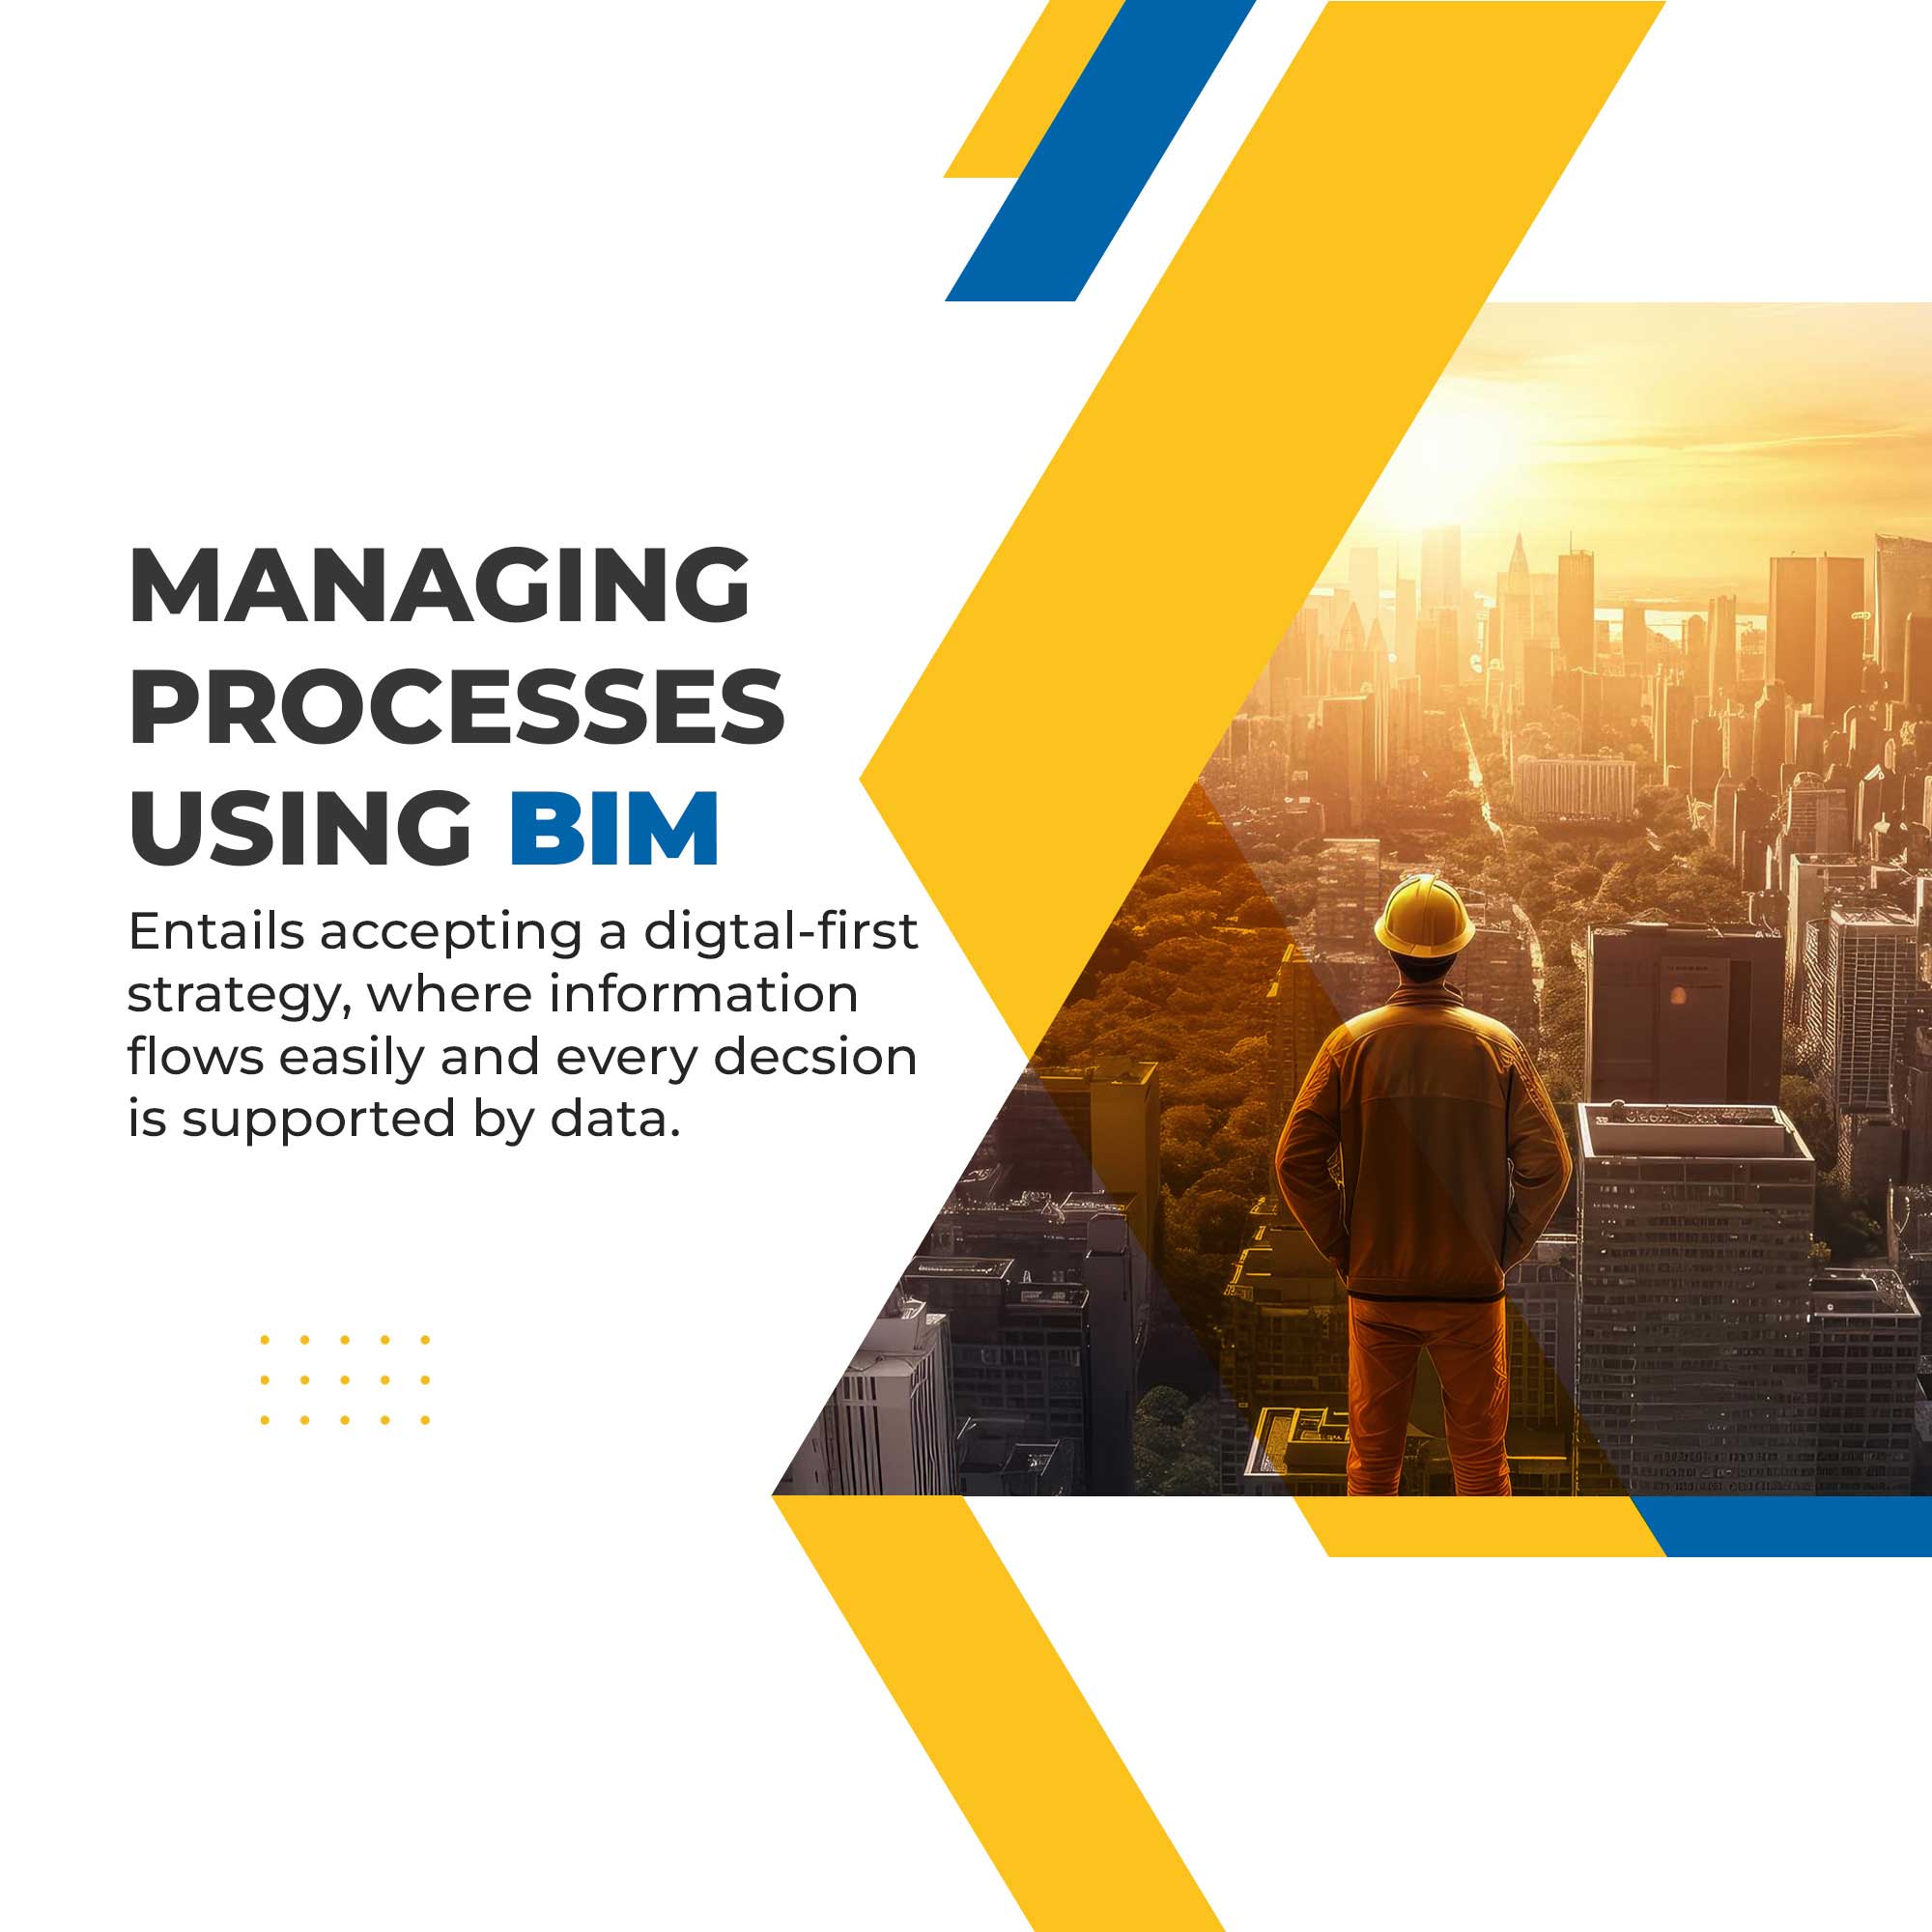 MANAGING
PROCESSES
USING BIM
Entails accepting a digtal-first
strategy, where information
flows easily and every decsion
is supported by data.